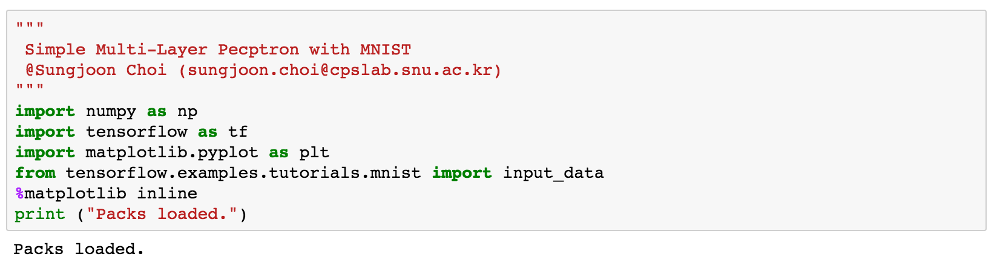 """
Simple Multi-Layer Pecptron with MNIST
@Sungjoon Choi (sungjoon.choi@cpslab.snu.ac.kr)
"""
import numpy as np
import tensorflow as tf
import matplotlib.pyplot as plt
from tensorflow.examples.tutorials.mnist import input_data
%matplotlib inline
print ("Packs loaded.")
Packs loaded.